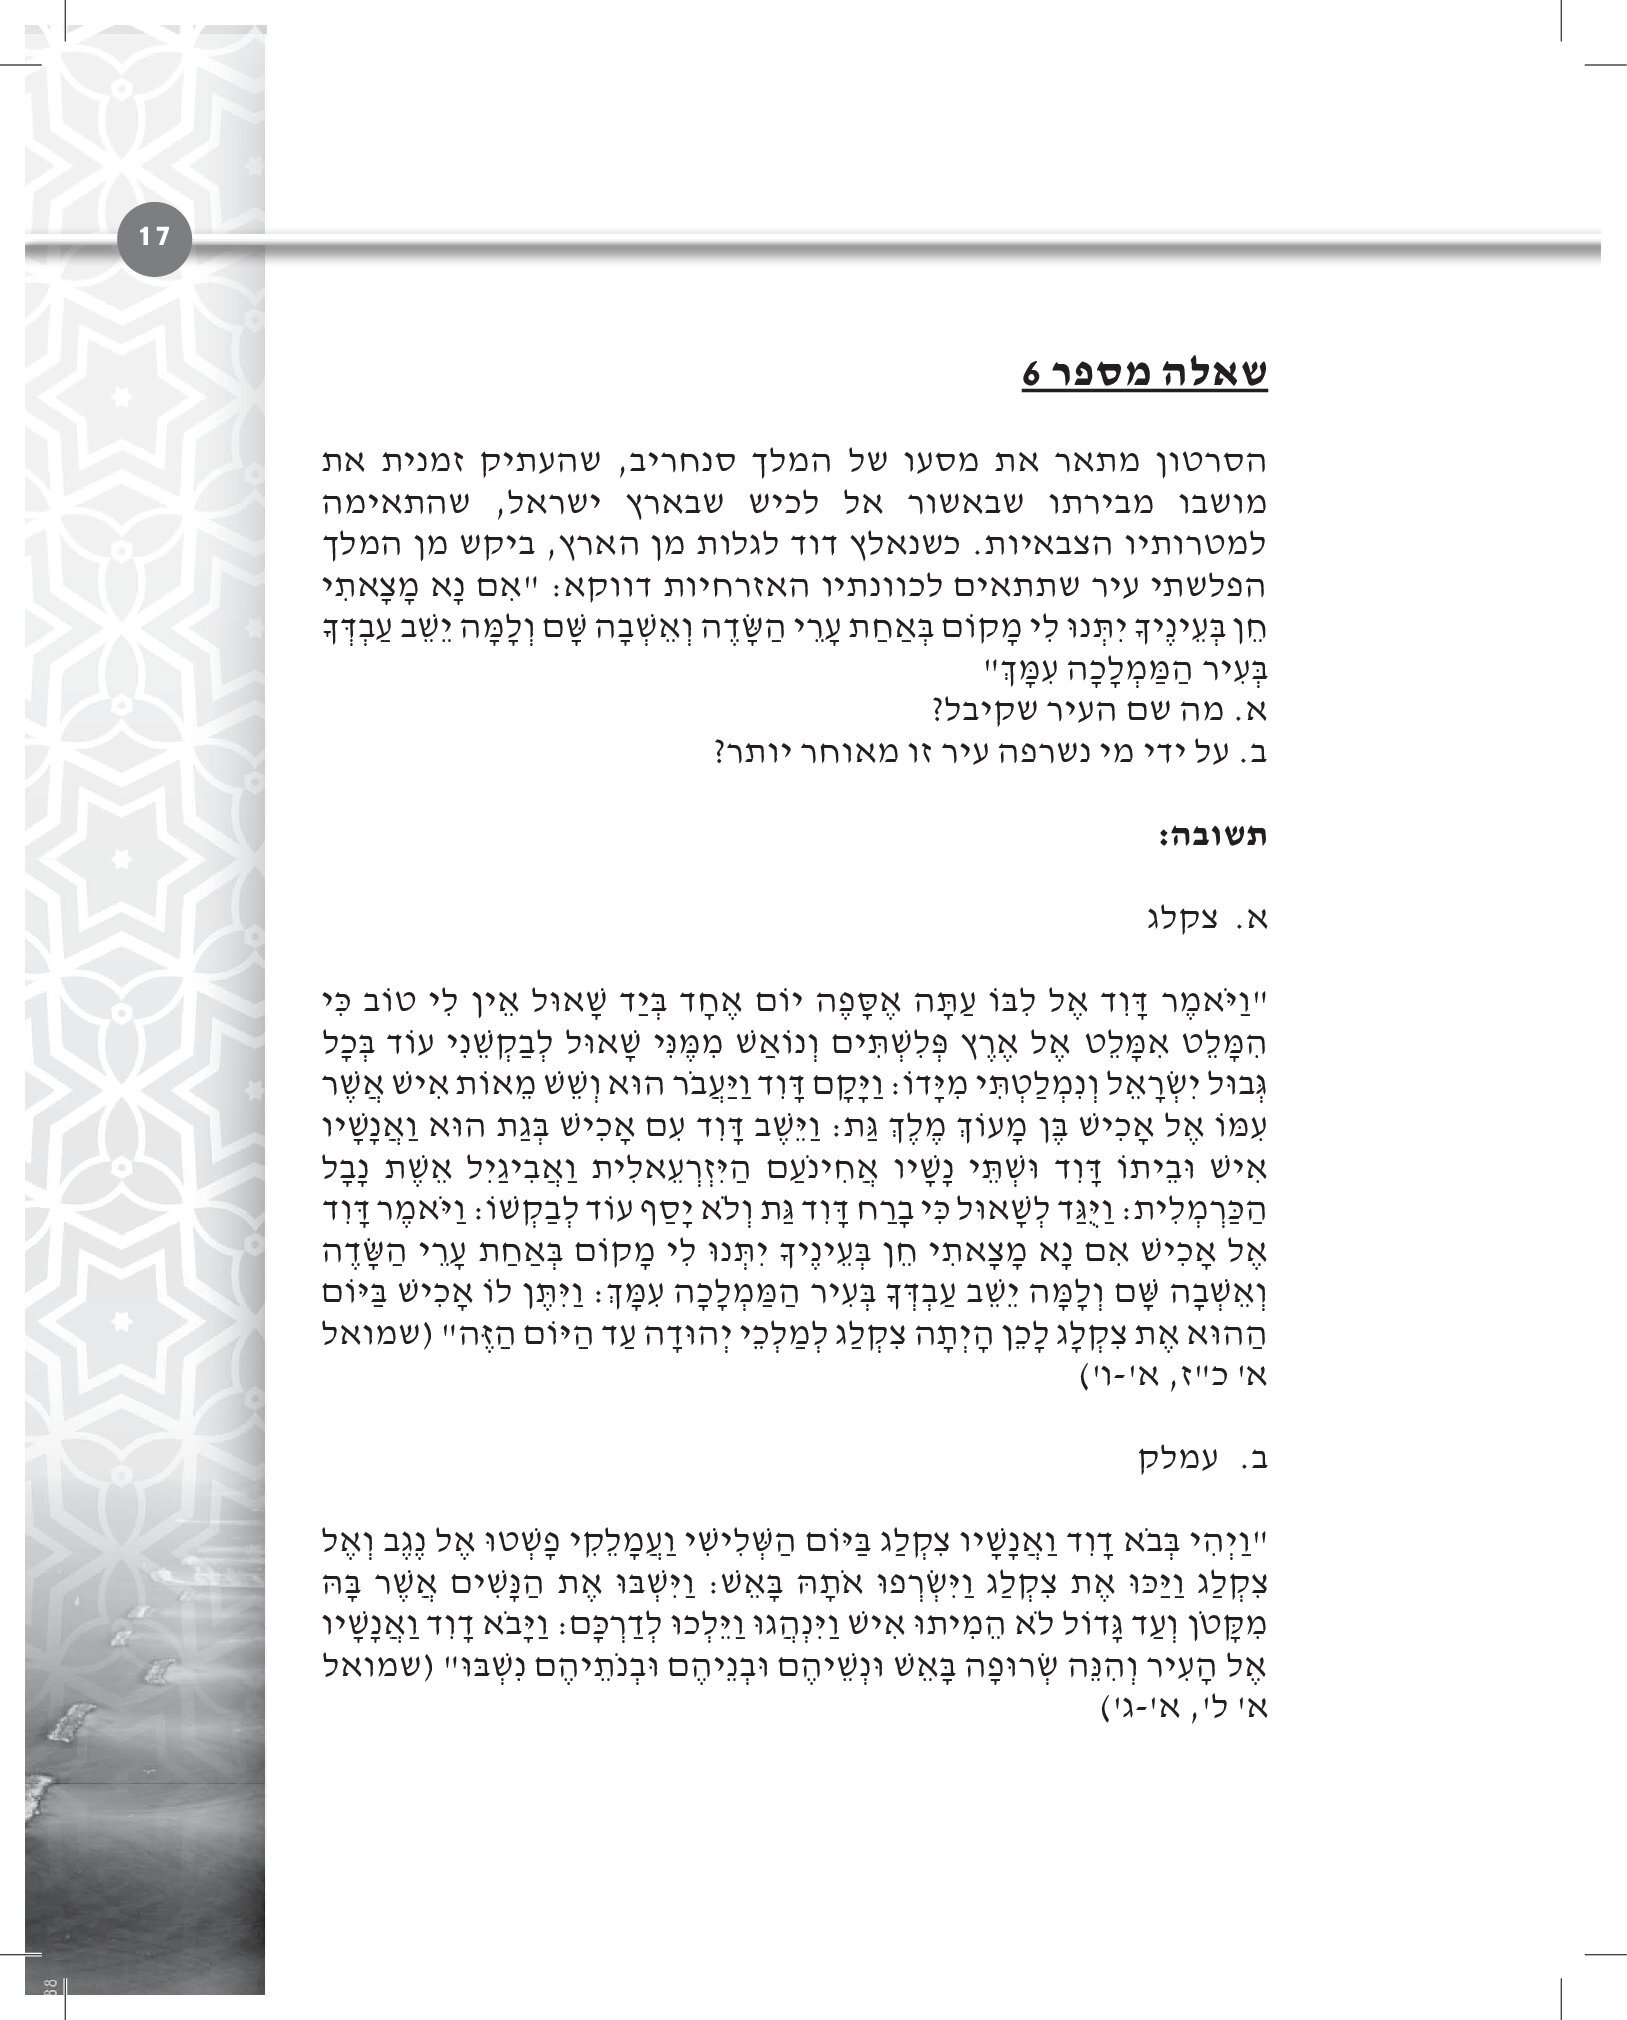 17
שאלה מספר 6
הסרטון מתאר את מסעו של המלך סנחריב, שהעתיק זמנית את
מושבו מבירתו שבאשור אל לכיש שבארץ ישראל, שהתאימה
למטרותיו הצבאיות. כשנאלץ דוד לגלות מן הארץ, ביקש מן המלך
הפלשתי עיר שתתאים לכוונתיו האזרחיות דווקא: "אִם נָא מָצָאתִי
חֵן בְּעֵינֶיךָ יִתְּנוּ לִי מָקוֹם בְּאַחַת עָרֵי הַשָּׂדֶה וְאֵשְׁבָה שָּׁם וְלָמָּה יֵשֵׁב עַבְדְּךָ
בְּעִיר הַמַּמְלָכָה עִמָּךְ"
א. מה שם העיר שקיבל?
ב. על ידי מי נשרפה עיר זו מאוחר יותר?
תשובה:
א. צקלג
"וַיֹּאמֶר דָּוִד אֶל לִבּוֹ עַתָּה אֶסָּפֶה יוֹם אֶחָד בְּיַד שָׁאוּל אֵין לִי טוֹב כִּי
הִמָּלֵט אִמָּלֵט אֶל אֶרֶץ פְּלִשְׁתִּים וְנוֹאַשׁ מִמֶּנִּי שָׁאוּל לְבַקְשֵׁנִי עוֹד בְּכָל
גְּבוּל יִשְׂרָאֵל וְנִמְלַטְתִּי מִיָּדוֹ: וַיָּקָם דָּוִד וַיַּעֲבֹר הוּא וְשֵׁשׁ מֵאוֹת אִישׁ אֲשֶׁר
עִמּוֹ אֶל אָכִישׁ בֶּן מָעוֹךְ מֶלֶךְ גַּת: וַיֵּשֶׁב דָּוִד עִם אָכִישׁ בְּגַת הוּא וַאֲנָשָׁיו
אִישׁ וּבֵיתוֹ דָּוִד וּשְׁתֵּי נָשָׁיו אֲחִינֹעַם הַיִּזְרְעֵאלִית וַאֲבִיגַיִל אֵשֶׁת נָבָל
הַכַּרְמְלִית: וַיֻּגַּד לְשָׁאוּל כִּי בָרַח דָּוִד גַּת וְלֹא יָסַף עוֹד לְבַקְשׁוֹ: וַיֹּאמֶר דָּוִד
אֶל אָכִישׁ אִם נָא מָצָאתִי חֵן בְּעֵינֶיךָ יִתְּנוּ לִי מָקוֹם בְּאַחַת עָרֵי הַשָּׂדֶה
וְאֵשְׁבָה שָּׁם וְלָמָּה יֵשֵׁב עַבְדְּךָ בְּעִיר הַמַּמְלָכָה עִמָּךְ: וַיִּתֶּן לוֹ אָכִישׁ בַּיּוֹם
הַהוּא אֶת צִקְלָג לָכֵן הָיְתָה צִקְלַג לְמַלְכֵי יְהוּדָה עַד הַיּוֹם הַזֶּה" (שמואל
א' כ"ז, א'-ו')
ב. עמלק
"וַיְהִי בְּבֹא דָוִד וַאֲנָשָׁיו צִקְלַג בַּיּוֹם הַשְּׁלִישִׁי וַעֲמָלֵקִי פָשְׁטוּ אֶל נֶגֶב וְאֶל
צִקְלַג וַיַּכּוּ אֶת צִקְלַג וַיִּשְׂרְפוּ אֹתָהּ בָּאֵשׁ: וַיִּשְׁבּוּ אֶת הַנָּשִׁים אֲשֶׁר בָּהּ
מִקָּטֹן וְעַד גָּדוֹל לֹא הֵמִיתוּ אִישׁ וַיִּנְהֲגוּ וַיֵּלְכוּ לְדַרְכָּם: וַיָּבֹא דָוִד וַאֲנָשָׁיו
אֶל הָעִיר וְהִנֵּה שְׂרוּפָה בָּאֵשׁ וּנְשֵׁיהֶם וּבְנֵיהֶם וּבְנֹתֵיהֶם נִשְׁבּוּ" (שמואל
א' ל', א'-ג')